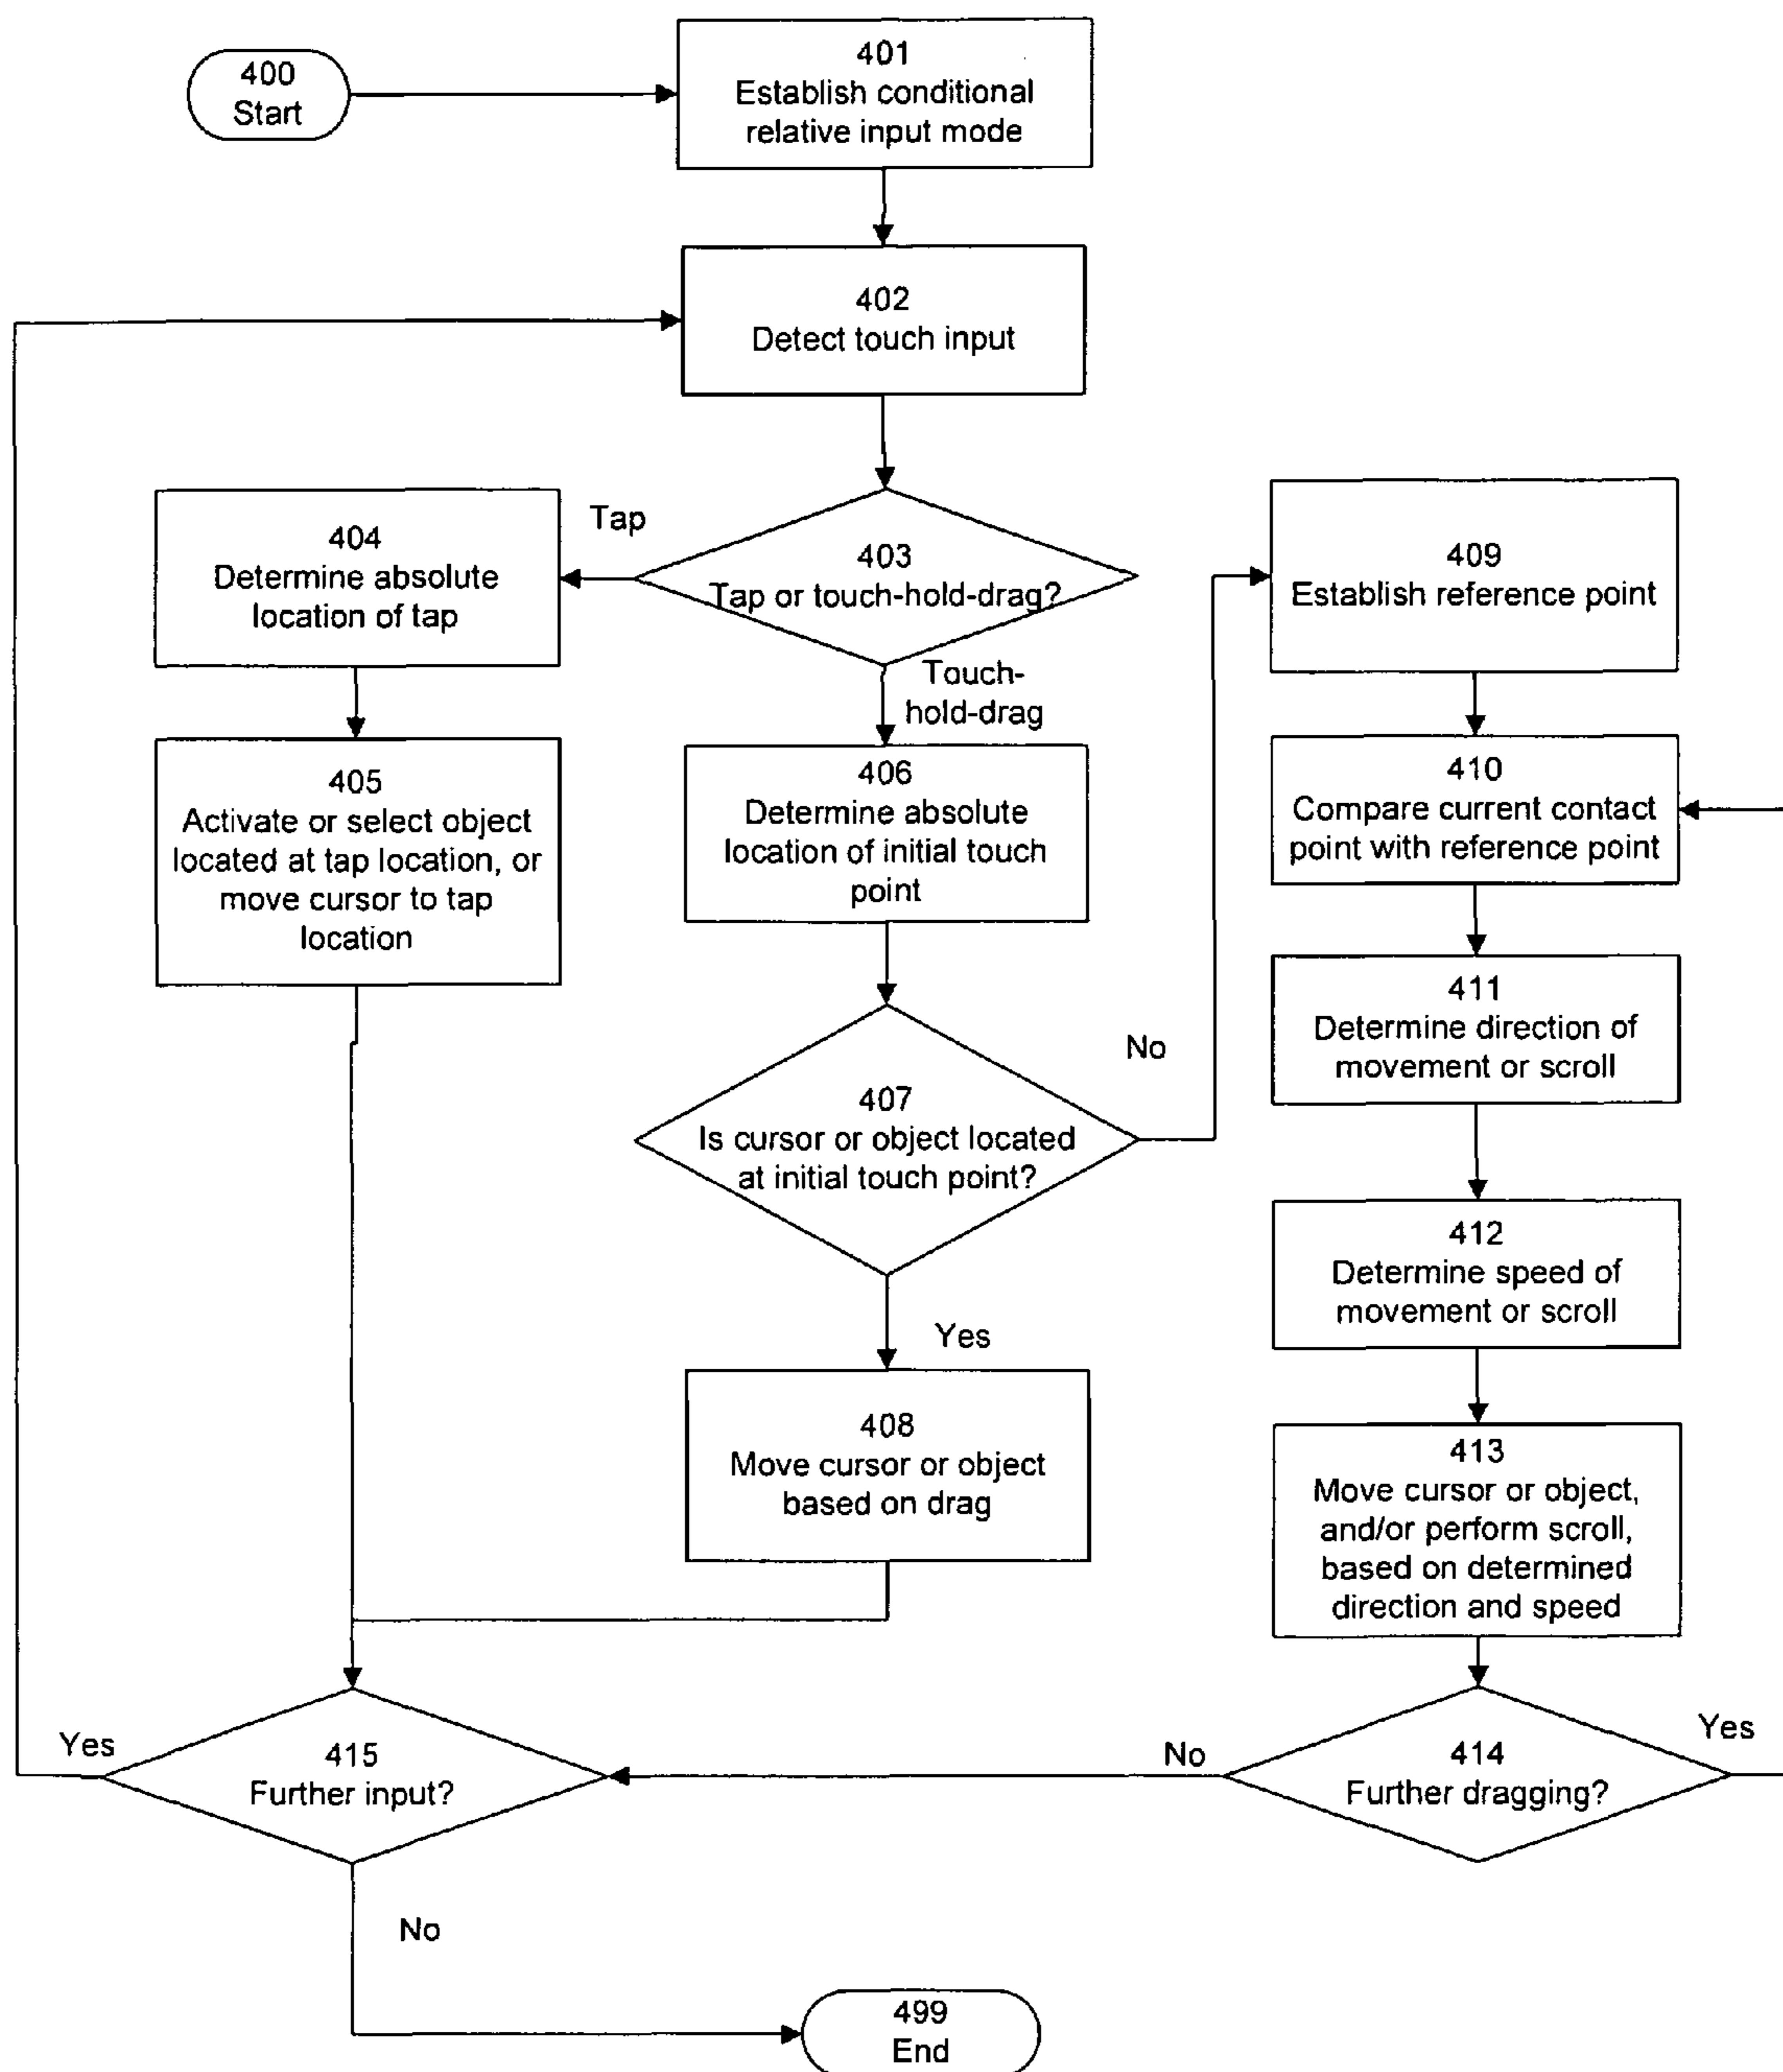 400
Start
401
Establish conditional
relative input mode
402
Detect touch input
403
Tap or touch-hold-drag?
Tap
404
Determine absolute
location of tap
405
Activate or select object
located at tap location, or
move cursor to tap
location
Touch-
hold-drag
406
Determine absolute
location of initial touch
point
407
Is cursor or object located
at initial touch point?
Yes
408
Move cursor or object
based on drag
No
409
Establish reference point
410
Compare current contact
point with reference point
411
Determine direction of
movement or scroll
412
Determine speed of
movement or scroll
413
Move cursor or object,
and/or perform scroll,
based on determined
direction and speed
414
Further dragging?
Yes
No
415
Further input?
Yes
No
499
End